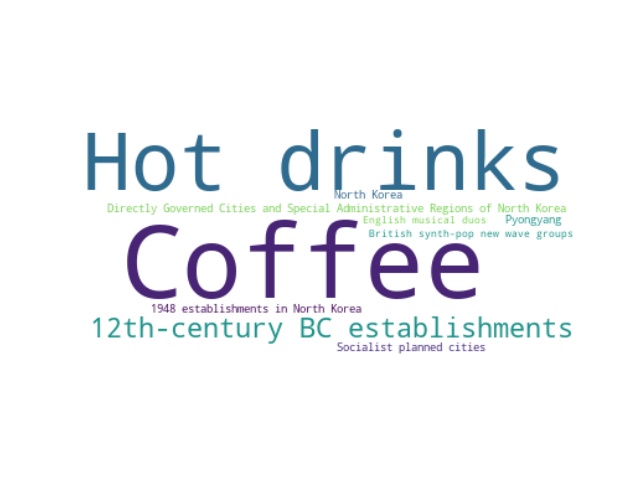 Hot drinks
North Korea
Directly Governed Cities and Special Administrative Regions of North Korea
English musical duos
Pyongyang
British synth-pop new wave groups
Coffee
1948 establishments in North Korea
12th-century BC establishments
Socialist planned cities